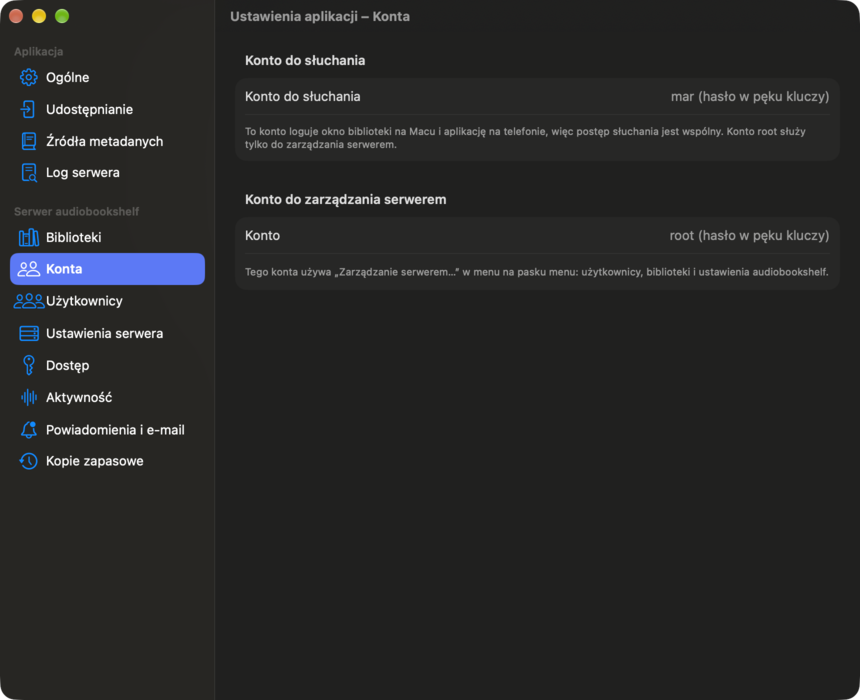 Ustawienia aplikacji – Konta
Aplikacja
Ogólne
Udostępnianie
Źródła metadanych
Log serwera
Serwer audiobookshelf
Biblioteki
Konta
Użytkownicy
Ustawienia serwera
Dostęp
Aktywność
Powiadomienia i e-mail
Kopie zapasowe
Konto do słuchania
Konto do słuchania mar (hasło w pęku kluczy)
To konto loguje okno biblioteki na Macu i aplikację na telefonie, więc postęp słuchania jest wspólny. Konto root służy
tylko do zarządzania serwerem.
Konto do zarządzania serwerem
Konto root (hasło w pęku kluczy)
Tego konta używa „Zarządzanie serwerem…” w menu na pasku menu: użytkownicy, biblioteki i ustawienia audiobookshelf.